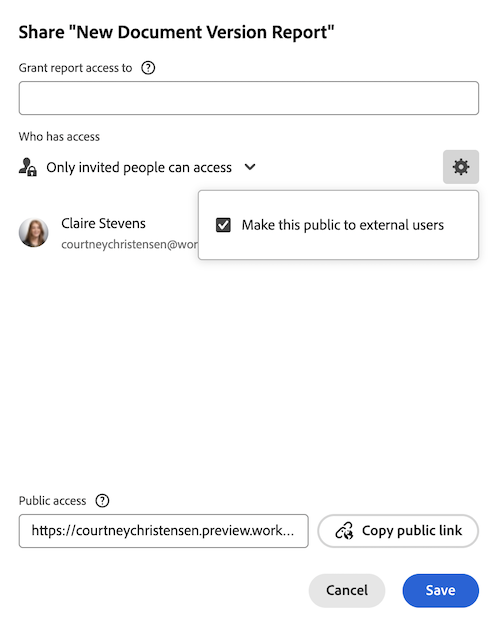 Share "New Document Version Report"
Grant report access to
Who has access
Only invited people can access
Make this public to external users
Claire Stevens
courtneychristensen@wor
Public access
https://courtneychristensen.preview.work...
Copy public link
Cancel
Save